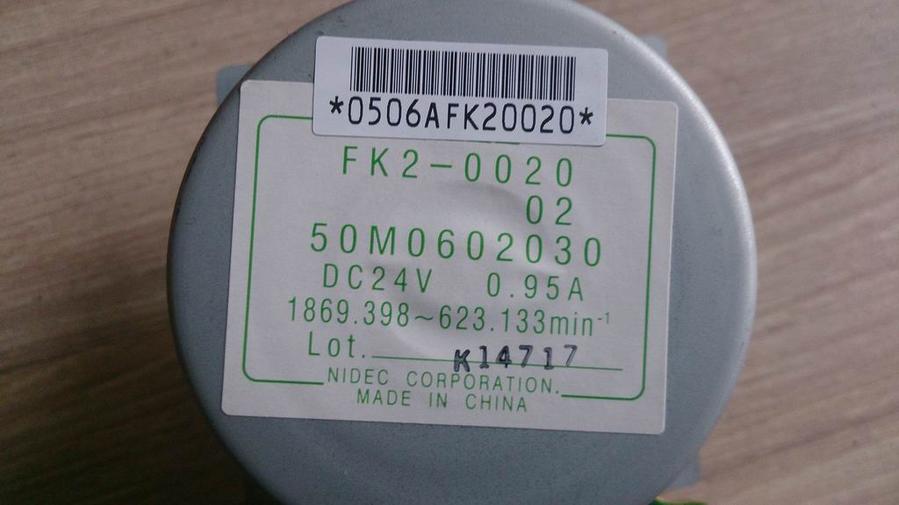 *0506AFK20020*
FK2-0020
02
50M0602030
DC24V 0.95A
1869.398~623.133min⁻¹
Lot. K14717
NIDEC CORPORATION.
MADE IN CHINA